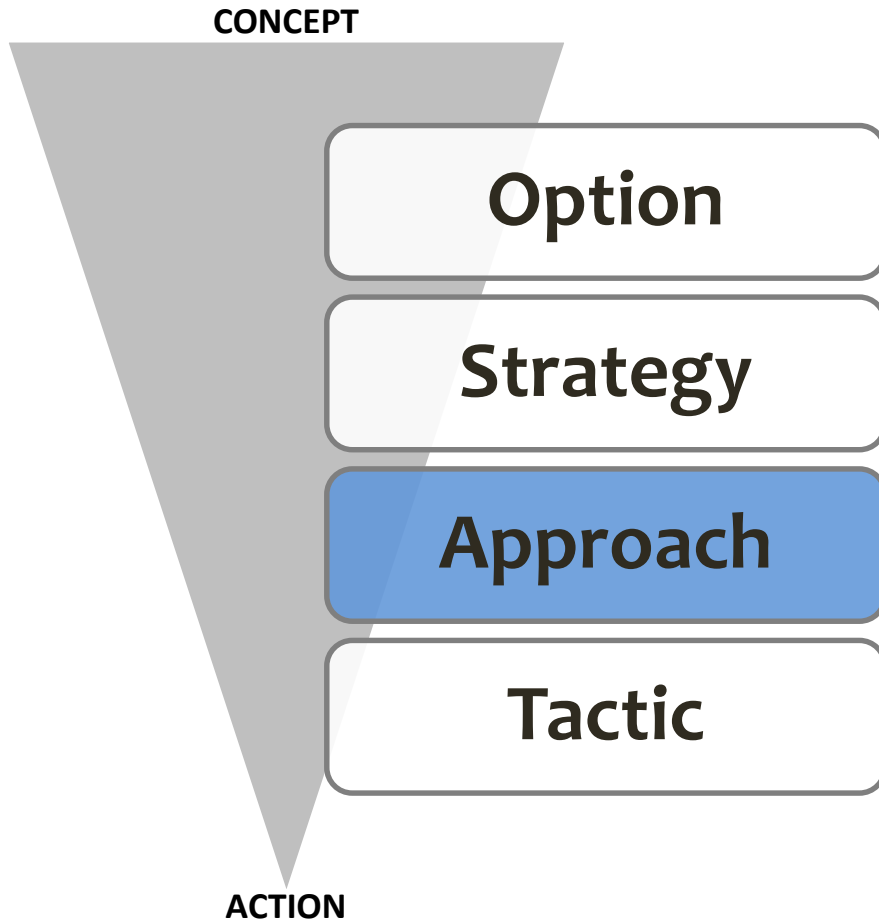 CONCEPT
Option
Strategy
Approach
Tactic
ACTION